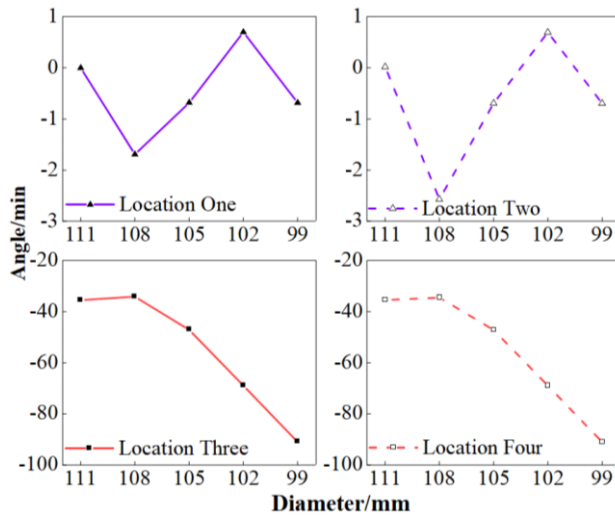 Angle/min
1
0
-1
-2
-3
Location One
111 108 105 102 99
1
0
-1
-2
-3
Location Two
111 108 105 102 99
-20
-40
-60
-80
-100
Location Three
111 108 105 102 99
-20
-40
-60
-80
-100
Location Four
111 108 105 102 99
Diameter/mm